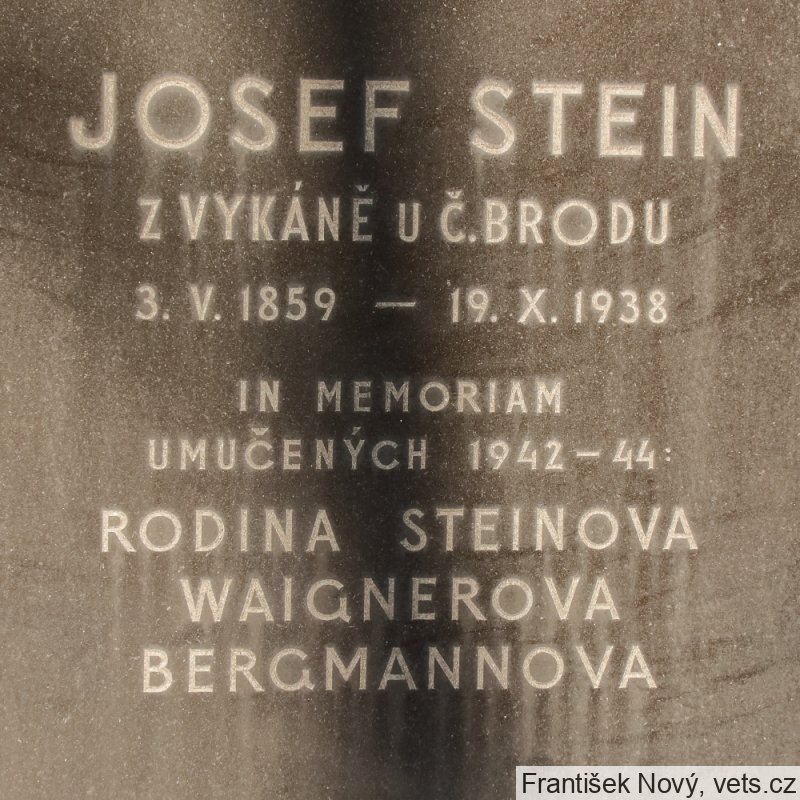 JOSEF STEIN
Z VYKÁNĚ U Č.BRODU
3. V. 1859 — 19. X. 1938
IN MEMORIAM
UMUČENÝCH 1942 – 44:
RODINA STEINOVA
WAIGNEROVA
BERGMANNOVA
František Nový, vets.cz